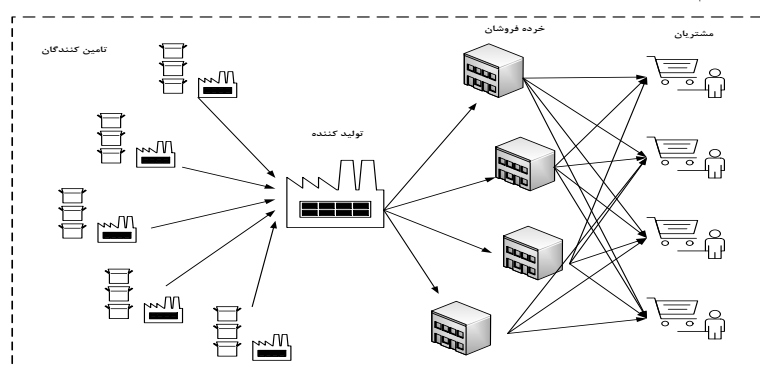 مشتریان
خرده فروشان
تامین کنندگان
تولید کننده